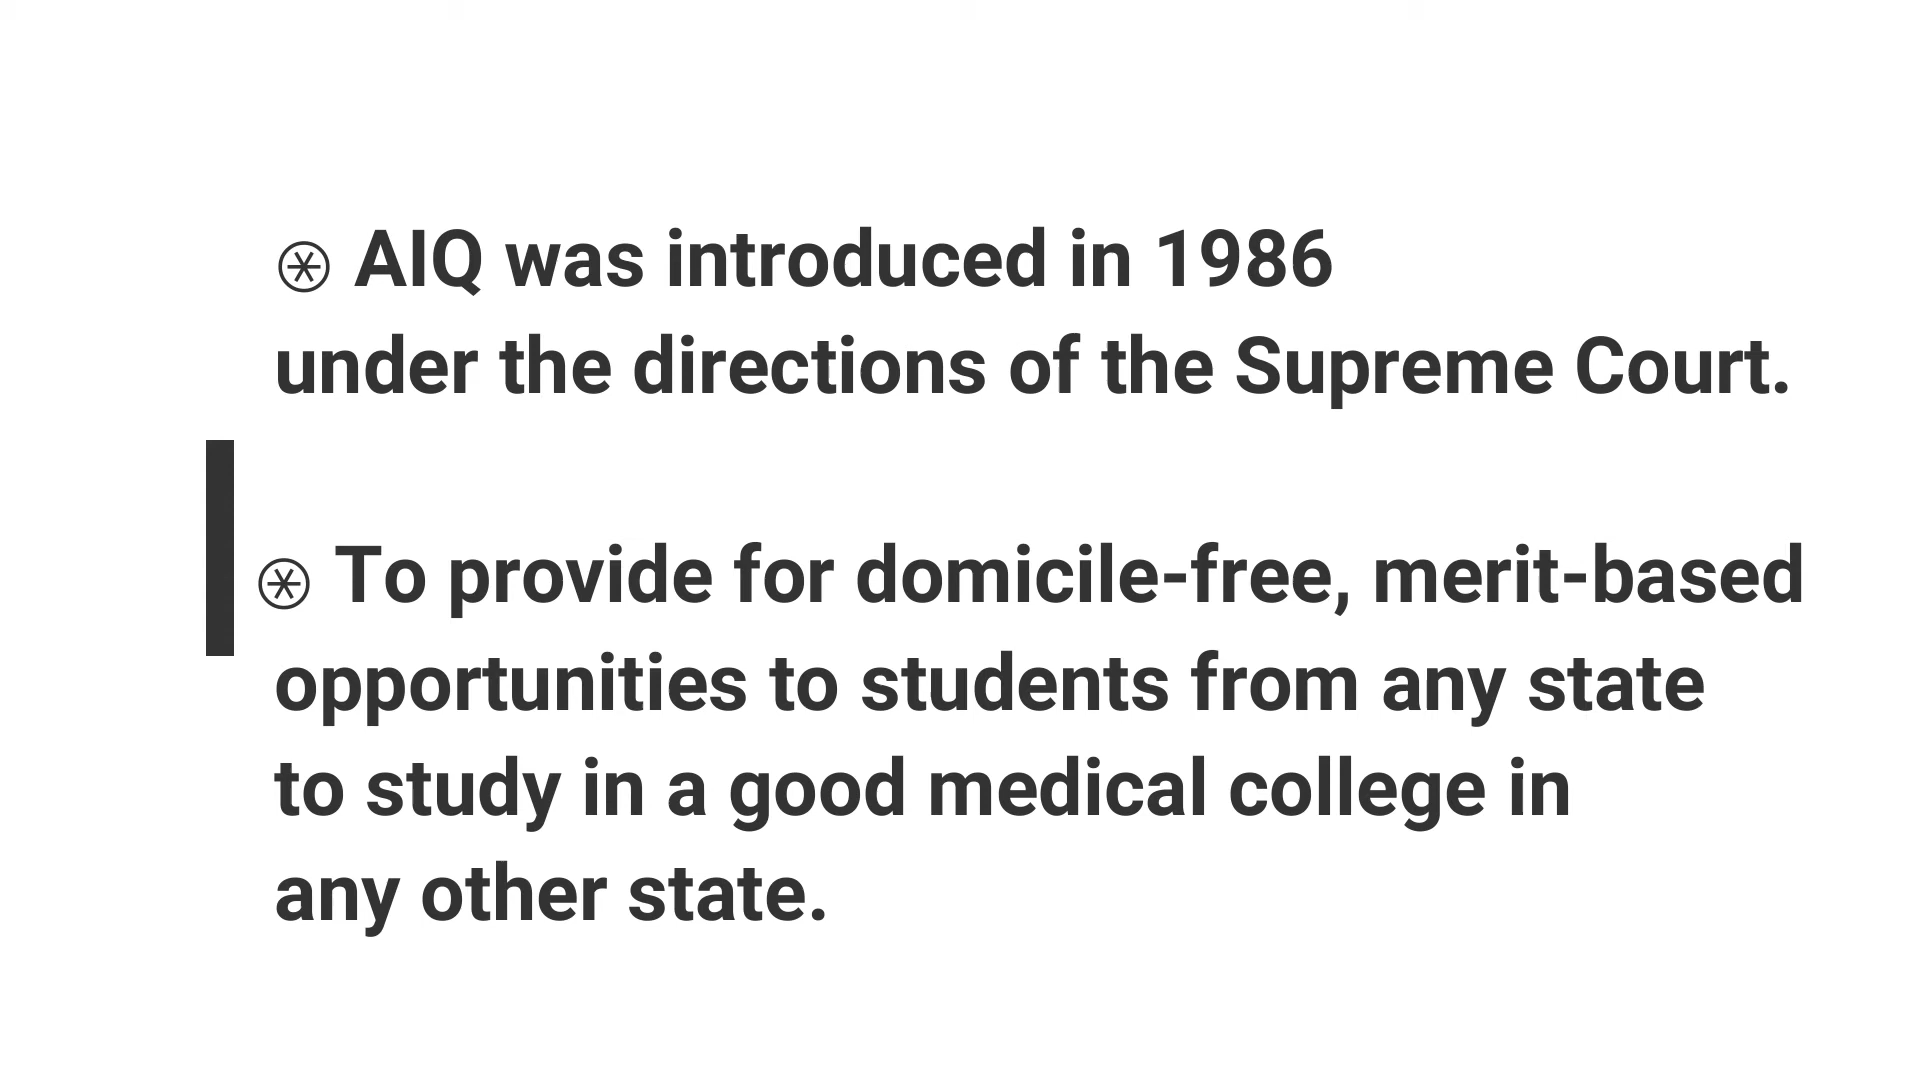 ⊛ AIQ was introduced in 1986
under the directions of the Supreme Court.
⊛ To provide for domicile-free, merit-based
opportunities to students from any state
to study in a good medical college in
any other state.